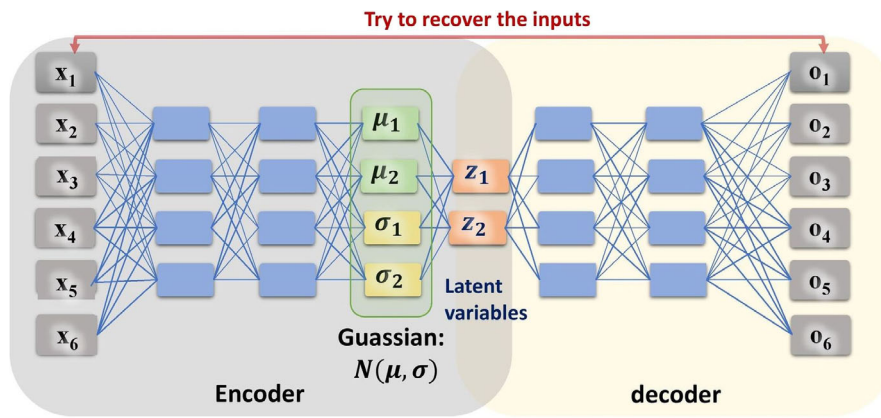 Try to recover the inputs
x₁
x₂
x₃
x₄
x₅
x₆
μ₁
μ₂
σ₁
σ₂
z₁
z₂
Latent
variables
Guassian:
N(μ, σ)
o₁
o₂
o₃
o₄
o₅
o₆
Encoder
decoder